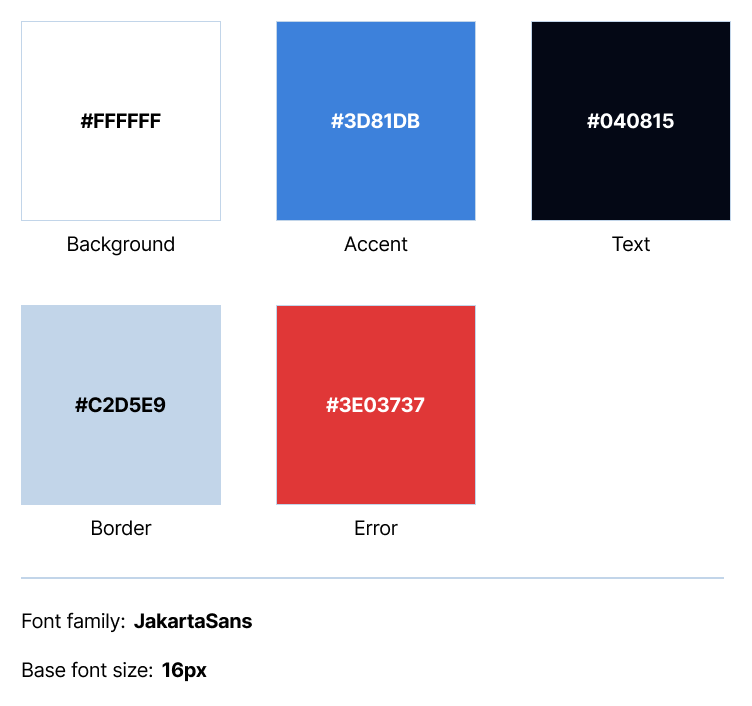 #FFFFFF
#3D81DB
#040815
Background
Accent
Text
#C2D5E9
#3E03737
Border
Error
Font family: JakartaSans
Base font size: 16px